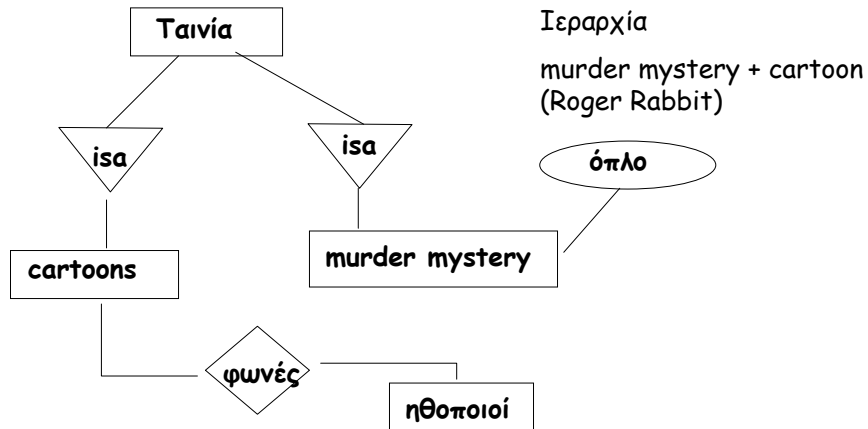 Ταινία
Ιεραρχία
murder mystery + cartoon
(Roger Rabbit)
isa
isa
όπλο
cartoons
murder mystery
φωνές
ηθοποιοί